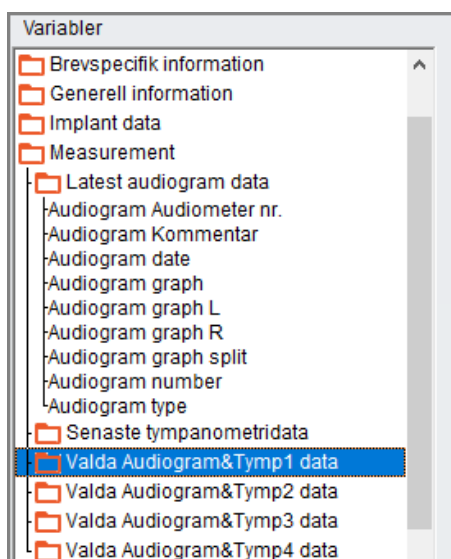 Variabler
Brevspecifik information
Generell information
Implant data
Measurement
Latest audiogram data
Audiogram Audiometer nr.
Audiogram Kommentar
Audiogram date
Audiogram graph
Audiogram graph L
Audiogram graph R
Audiogram graph split
Audiogram number
Audiogram type
Senaste tympanometridata
Valda Audiogram&Tymp1 data
Valda Audiogram&Tymp2 data
Valda Audiogram&Tymp3 data
Valda Audiogram&Tymp4 data